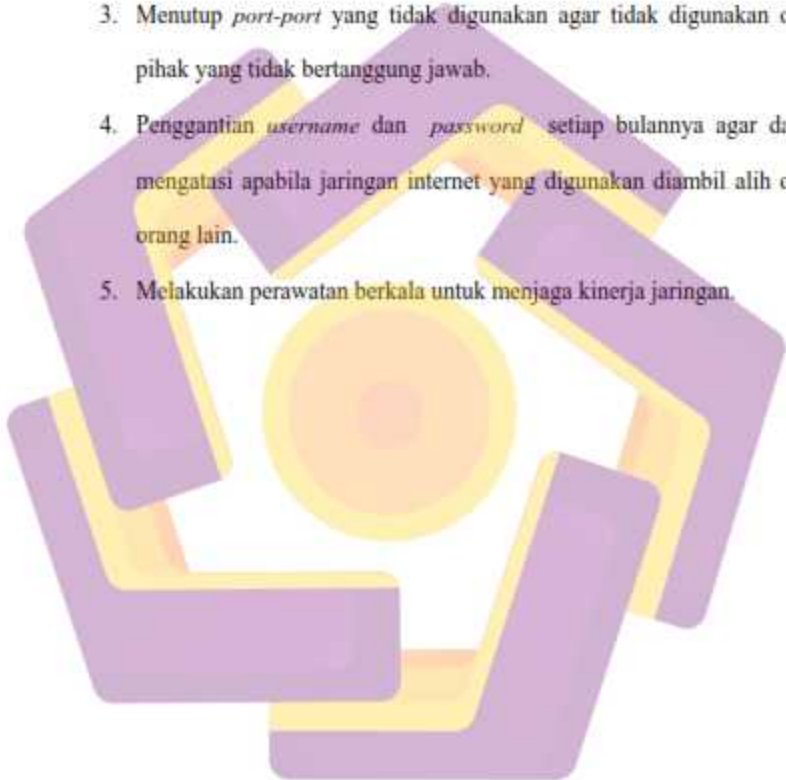 3. Menutup port-port yang tidak digunakan agar tidak digunakan
pihak yang tidak bertanggung jawab.
4. Penggantian username dan password setiap bulannya agar
mengatasi apabila jaringan internet yang digunakan diambil alih
orang lain.
5. Melakukan perawatan berkala untuk menjaga kinerja jaringan.